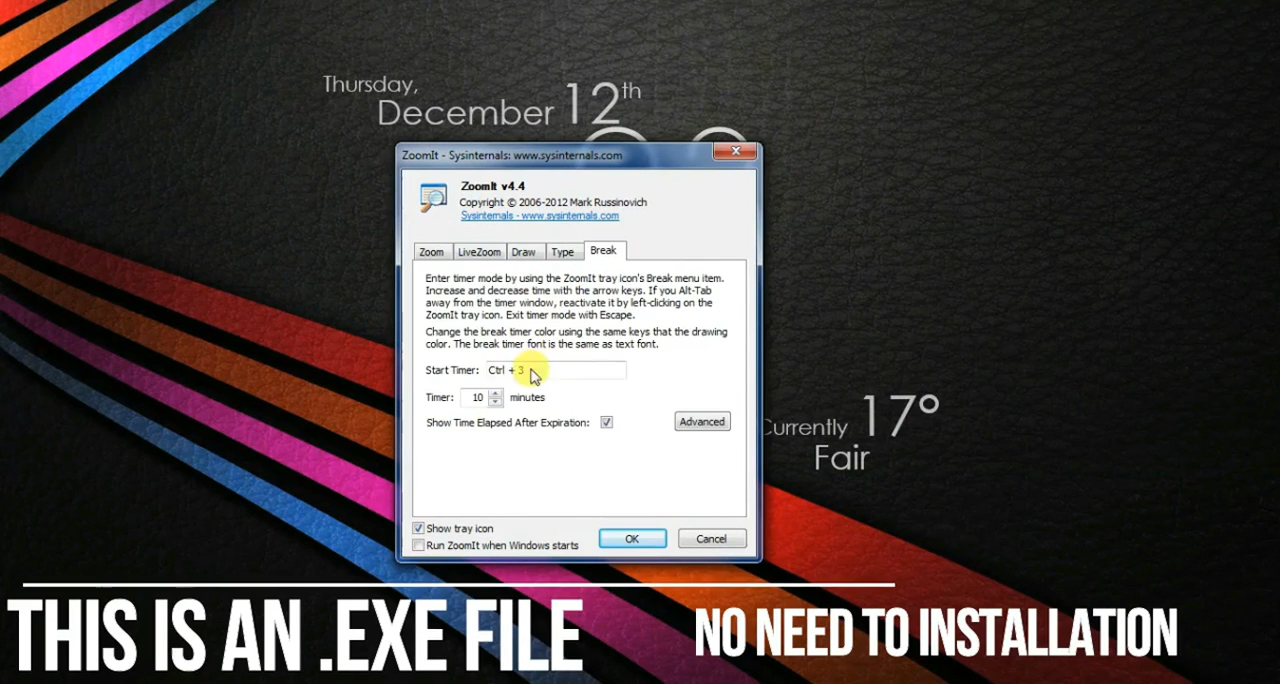 Thursday,
December 12th
ZoomIt - Sysinternals: www.sysinternals.com
ZoomIt v4.4
Copyright © 2006-2012 Mark Russinovich
Sysinternals - www.sysinternals.com
Zoom LiveZoom Draw Type Break
Enter timer mode by using the ZoomIt tray icon's Break menu item.
Increase and decrease time with the arrow keys. If you Alt-Tab
away from the timer window, reactivate it by left-clicking on the
ZoomIt tray icon. Exit timer mode with Escape.
Change the break timer color using the same keys that the drawing
color. The break timer font is the same as text font.
Start Timer: Ctrl + 3
Timer: 10 minutes
Show Time Elapsed After Expiration: Advanced
Currently 17°
Fair
Show tray icon
Run ZoomIt when Windows starts
OK Cancel
THIS IS AN .EXE FILE
NO NEED TO INSTALLATION